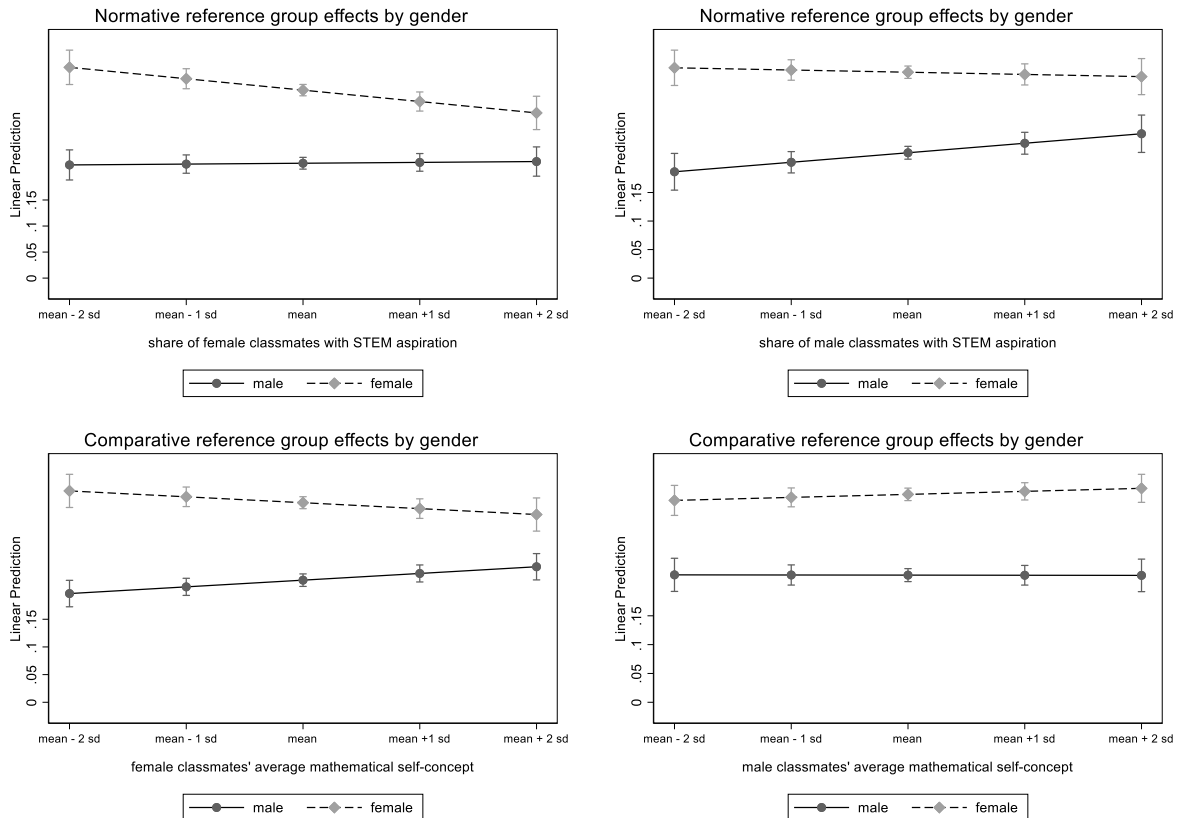 Normative reference group effects by gender
Linear Prediction
.15
.1
.05
0
mean - 2 sd mean - 1 sd mean mean +1 sd mean + 2 sd
share of female classmates with STEM aspiration
male female
Normative reference group effects by gender
Linear Prediction
.15
.1
.05
0
mean - 2 sd mean - 1 sd mean mean +1 sd mean + 2 sd
share of male classmates with STEM aspiration
male female
Comparative reference group effects by gender
Linear Prediction
.15
.1
.05
0
mean - 2 sd mean - 1 sd mean mean +1 sd mean + 2 sd
female classmates' average mathematical self-concept
male female
Comparative reference group effects by gender
Linear Prediction
.15
.1
.05
0
mean - 2 sd mean - 1 sd mean mean +1 sd mean + 2 sd
male classmates' average mathematical self-concept
male female